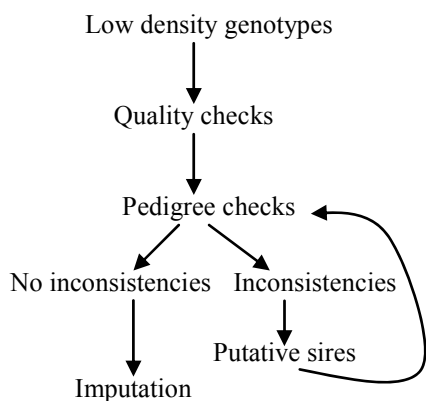 Low density genotypes
Quality checks
Pedigree checks
No inconsistencies
Inconsistencies
Putative sires
Imputation